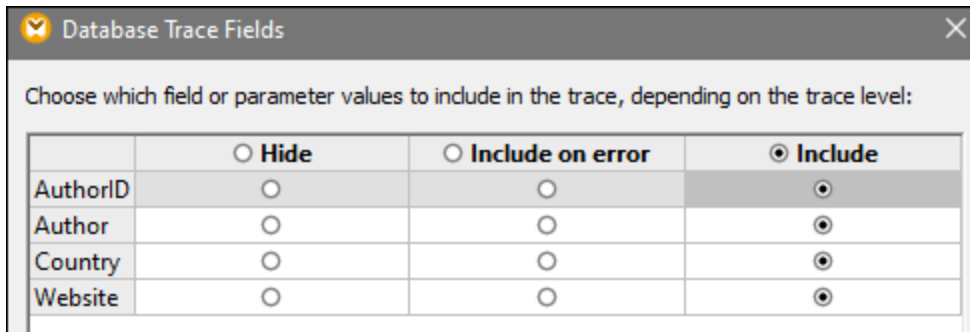 Database Trace Fields
Choose which field or parameter values to include in the trace, depending on the trace level:
Hide Include on error Include
AuthorID
Author
Country
Website